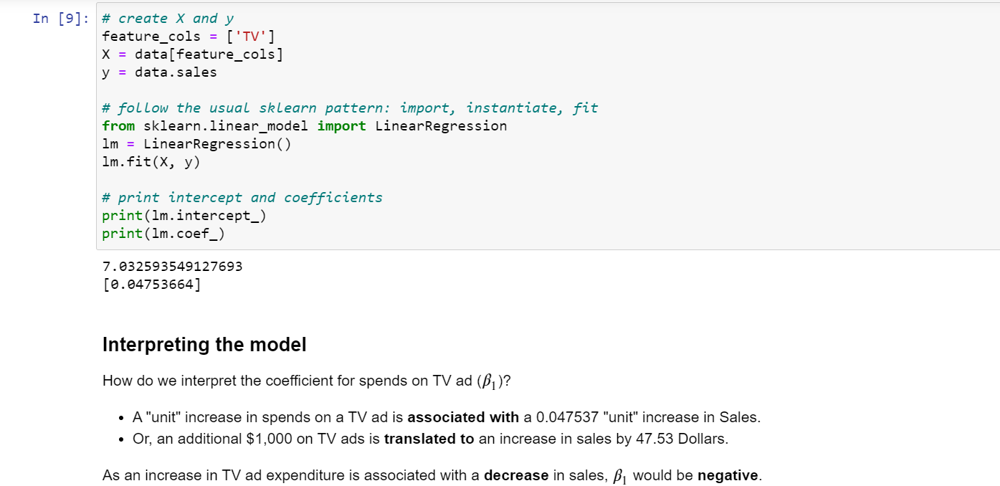 In [9]: # create X and y
feature_cols = ['TV']
X = data[feature_cols]
y = data.sales
# follow the usual sklearn pattern: import, instantiate, fit
from sklearn.linear_model import LinearRegression
lm = LinearRegression()
lm.fit(X, y)
# print intercept and coefficients
print(lm.intercept_)
print(lm.coef_)
7.032593549127693
[0.04753664]
Interpreting the model
How do we interpret the coefficient for spends on TV ad (β₁)?
• A "unit" increase in spends on a TV ad is associated with a 0.047537 "unit" increase in Sales.
• Or, an additional $1,000 on TV ads is translated to an increase in sales by 47.53 Dollars.
As an increase in TV ad expenditure is associated with a decrease in sales, β₁ would be negative.